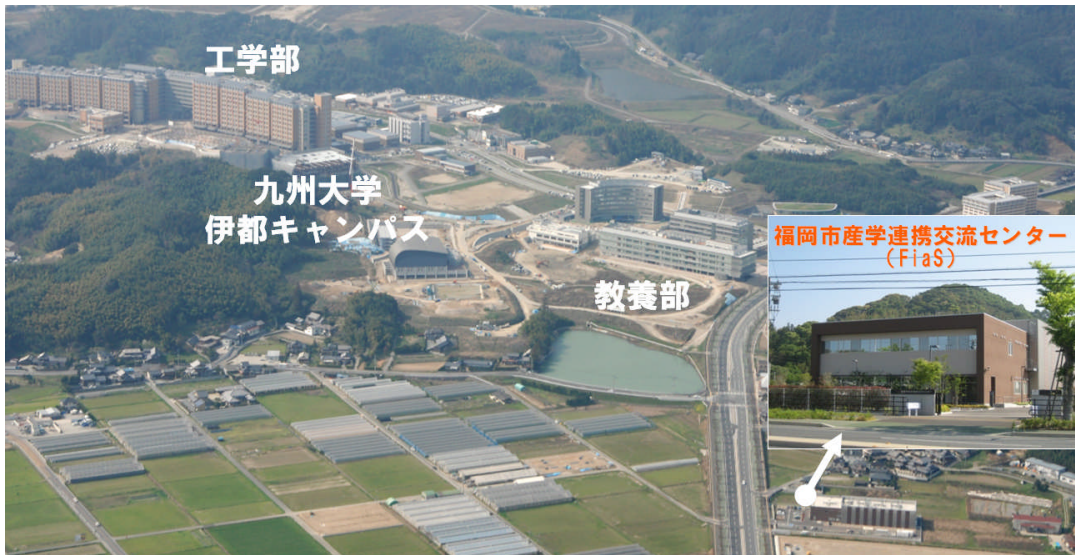 工学部
九州大学
伊都キャンパス
教養部
福岡市産学連携交流センター
(FiaS)